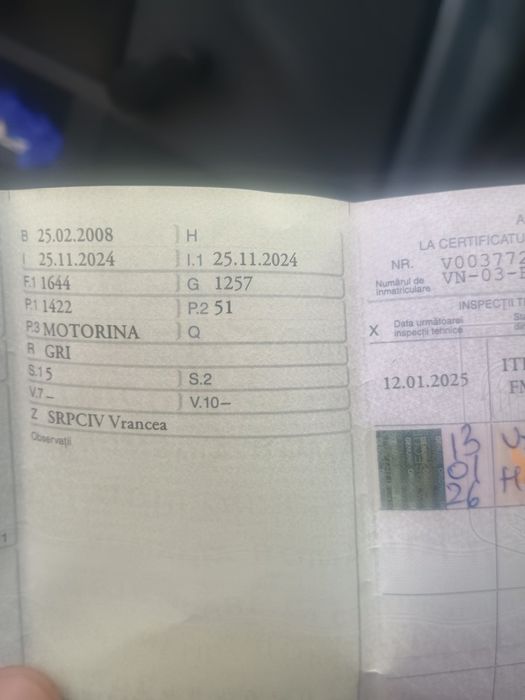 B 25.02.2008 H
I 25.11.2024 I.1 25.11.2024
F.1 1644 G 1257
P.1 1422 P.2 51
P.3 MOTORINA Q
R GRI
S.1 5 S.2
V.7 – V.10–
Z SRPCIV Vrancea
Observații
1
LA CERTIFICATU
NR. V003772
Numărul de
inmatriculare VN-03-
INSPECȚII T
X Data următoarei
inspecții tehnice
12.01.2025
13
01
26